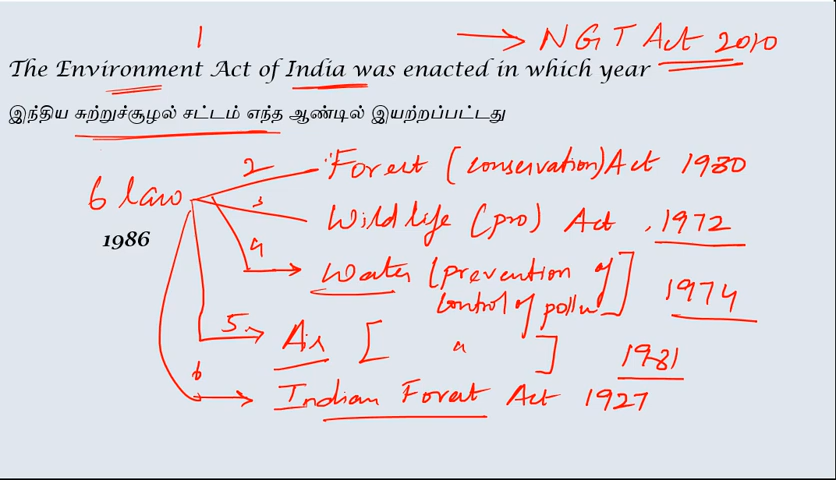 1
→ NGT Act 2010
The Environment Act of India was enacted in which year
இந்திய சுற்றுச்சூழல் சட்டம் எந்த ஆண்டில் இயற்றப்பட்டது
6 law
1986
2 Forest (conservation) Act 1980
3 Wildlife (pro) Act 1972
4 Water (prevention of control of pollu 1974
5. Air [ " ] 1981
6 Indian Forest Act 1927